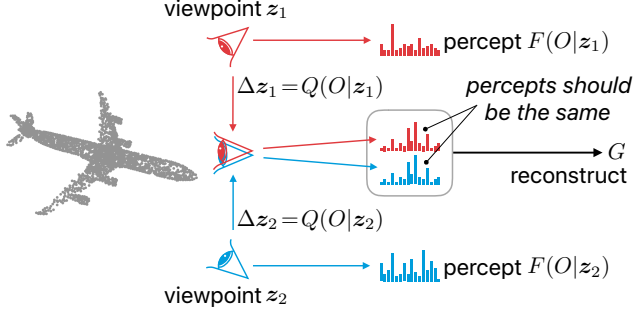 viewpoint z₁
percept F(O|z₁)
Δz₁=Q(O|z₁)
percepts should
be the same
G
reconstruct
Δz₂=Q(O|z₂)
percept F(O|z₂)
viewpoint z₂